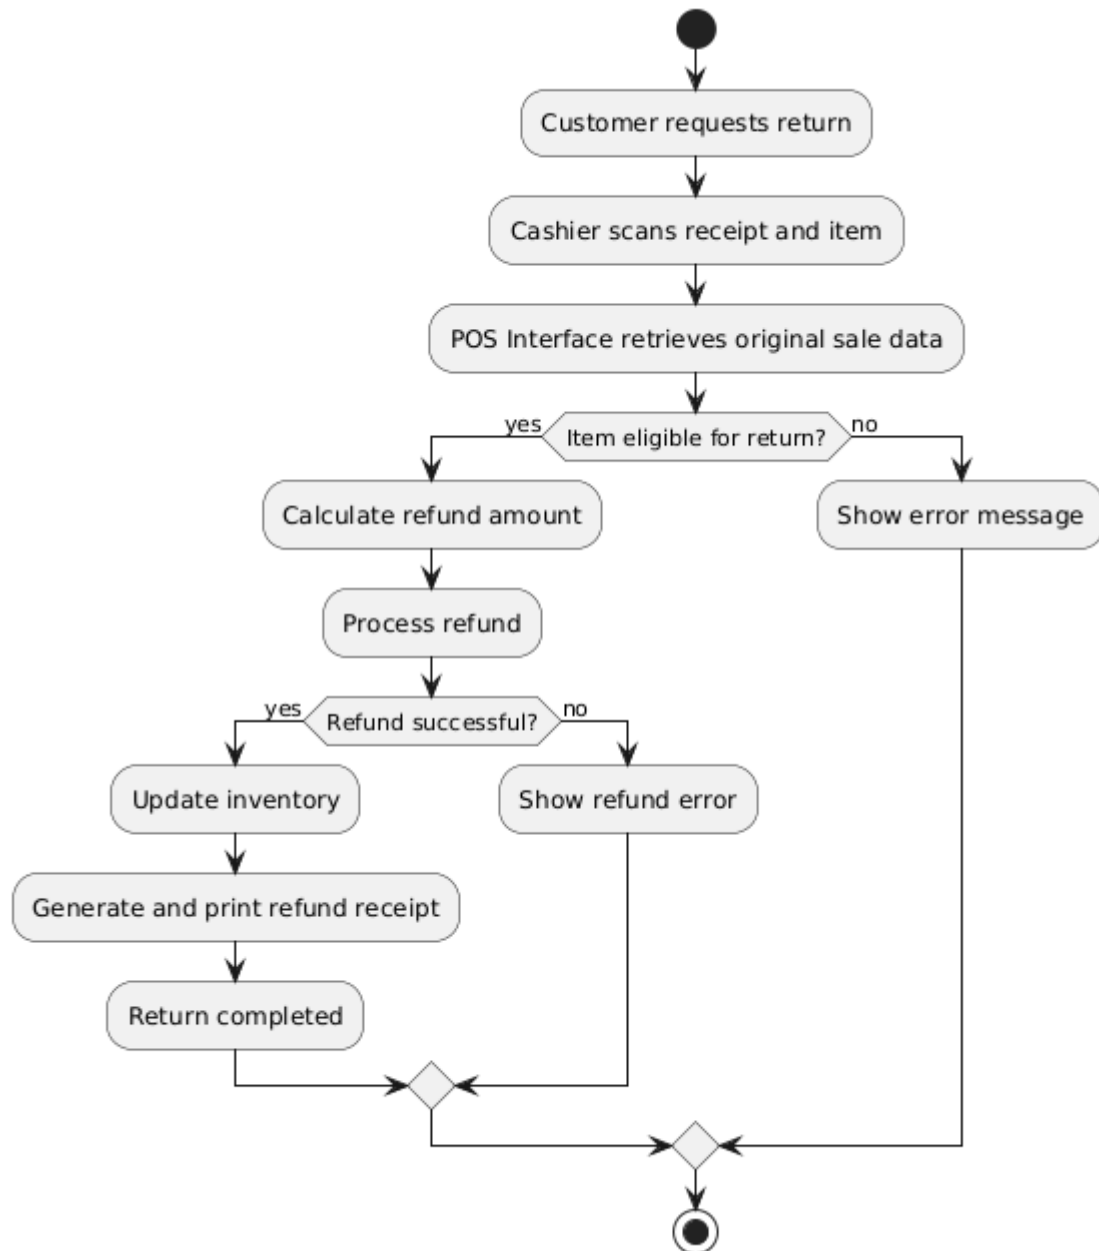 Customer requests return
Cashier scans receipt and item
POS Interface retrieves original sale data
yes
Item eligible for return?
no
Calculate refund amount
Show error message
Process refund
yes
Refund successful?
no
Update inventory
Show refund error
Generate and print refund receipt
Return completed